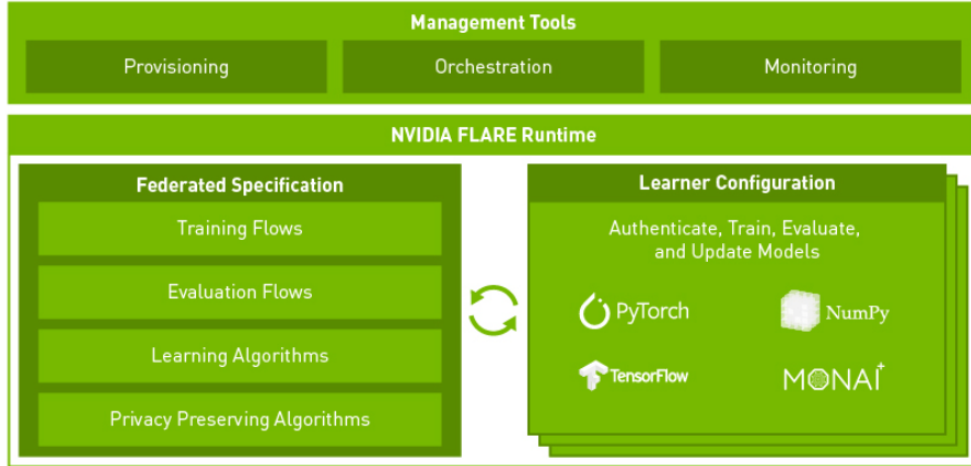 Management Tools
Provisioning
Orchestration
Monitoring
NVIDIA FLARE Runtime
Federated Specification
Training Flows
Evaluation Flows
Learning Algorithms
Privacy Preserving Algorithms
Learner Configuration
Authenticate, Train, Evaluate,
and Update Models
PyTorch
NumPy
TensorFlow
MONAI